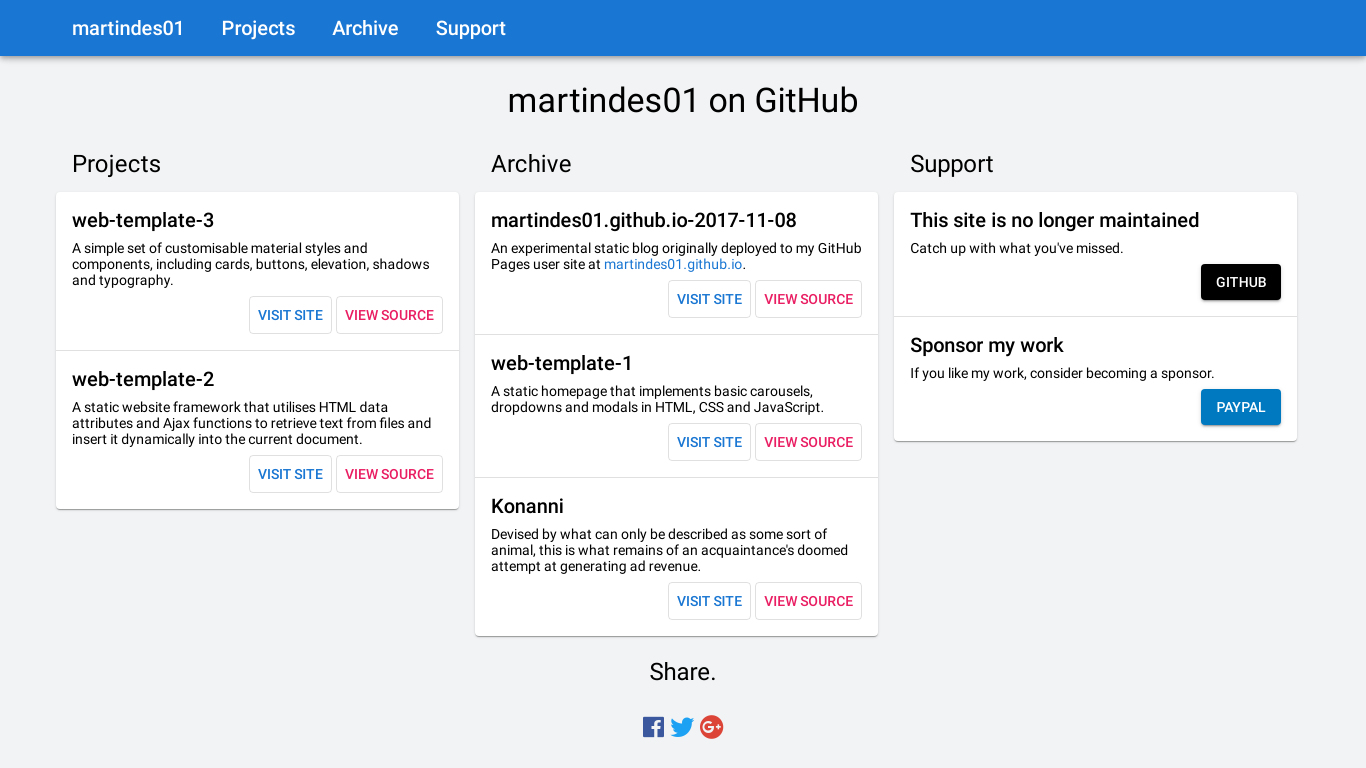 martindes01 Projects Archive Support
martindes01 on GitHub
Projects
web-template-3
A simple set of customisable material styles and
components, including cards, buttons, elevation, shadows
and typography.
VISIT SITE VIEW SOURCE
web-template-2
A static website framework that utilises HTML data
attributes and Ajax functions to retrieve text from files and
insert it dynamically into the current document.
VISIT SITE VIEW SOURCE
Archive
martindes01.github.io-2017-11-08
An experimental static blog originally deployed to my GitHub
Pages user site at martindes01.github.io.
VISIT SITE VIEW SOURCE
web-template-1
A static homepage that implements basic carousels,
dropdowns and modals in HTML, CSS and JavaScript.
VISIT SITE VIEW SOURCE
Konanni
Devised by what can only be described as some sort of
animal, this is what remains of an acquaintance's doomed
attempt at generating ad revenue.
VISIT SITE VIEW SOURCE
Support
This site is no longer maintained
Catch up with what you've missed.
GITHUB
Sponsor my work
If you like my work, consider becoming a sponsor.
PAYPAL
Share.
G+